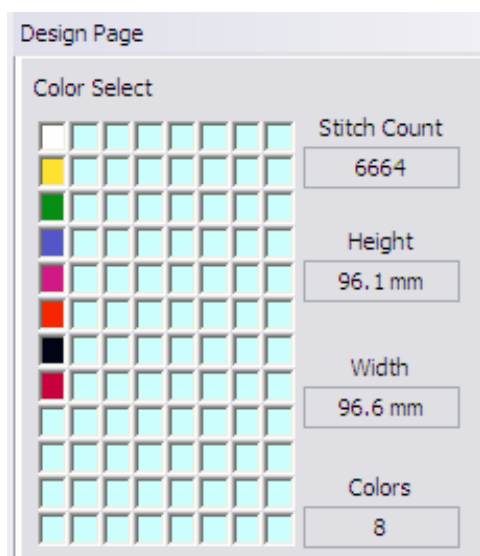 Design Page
Color Select
Stitch Count
6664
Height
96.1 mm
Width
96.6 mm
Colors
8